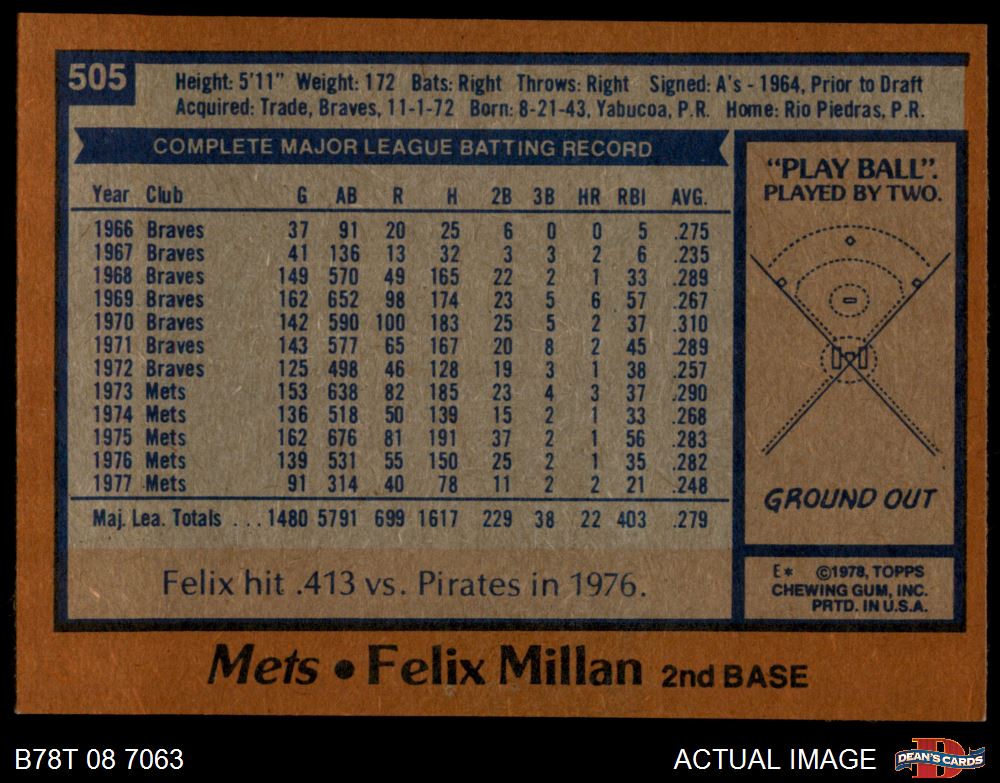 505
Height: 5'11" Weight: 172 Bats: Right Throws: Right Signed: A's - 1964, Prior to Draft
Acquired: Trade, Braves, 11-1-72 Born: 8-21-43, Yabucoa, P.R. Home: Rio Piedras, P.R.
COMPLETE MAJOR LEAGUE BATTING RECORD
Year Club G AB R H 2B 3B HR RBI AVG.
1966 Braves 37 91 20 25 6 0 0 5 .275
1967 Braves 41 136 13 32 3 3 2 6 .235
1968 Braves 149 570 49 165 22 2 1 33 .289
1969 Braves 162 652 98 174 23 5 6 57 .267
1970 Braves 142 590 100 183 25 5 2 37 .310
1971 Braves 143 577 65 167 20 8 2 45 .289
1972 Braves 125 498 46 128 19 3 1 38 .257
1973 Mets 153 638 82 185 23 4 3 37 .290
1974 Mets 136 518 50 139 15 2 1 33 .268
1975 Mets 162 676 81 191 37 2 1 56 .283
1976 Mets 139 531 55 150 25 2 1 35 .282
1977 Mets 91 314 40 78 11 2 2 21 .248
Maj. Lea. Totals ...1480 5791 699 1617 229 38 22 403 .279
Felix hit .413 vs. Pirates in 1976.
"PLAY BALL".
PLAYED BY TWO.
GROUND OUT
E* ©1978, TOPPS
CHEWING GUM, INC.
PRTD. IN U.S.A.
Mets • Felix Millan 2nd BASE
B78T 08 7063
ACTUAL IMAGE
DEAN'S CARDS